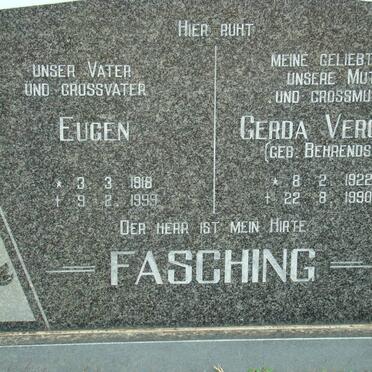 HIER RUHT
UNSER VATER
UND GROSSVATER
EUGEN
* 3 3 1918
+ 9 2 1999
MEINE GELIEBT
UNSERE MUT
UND GROSSMU
GERDA VER
(GEB. BEHRENDS
* 8 2 1922
+ 22 8 1990
DER HERR IST MEIN HIRTE
FASCHING